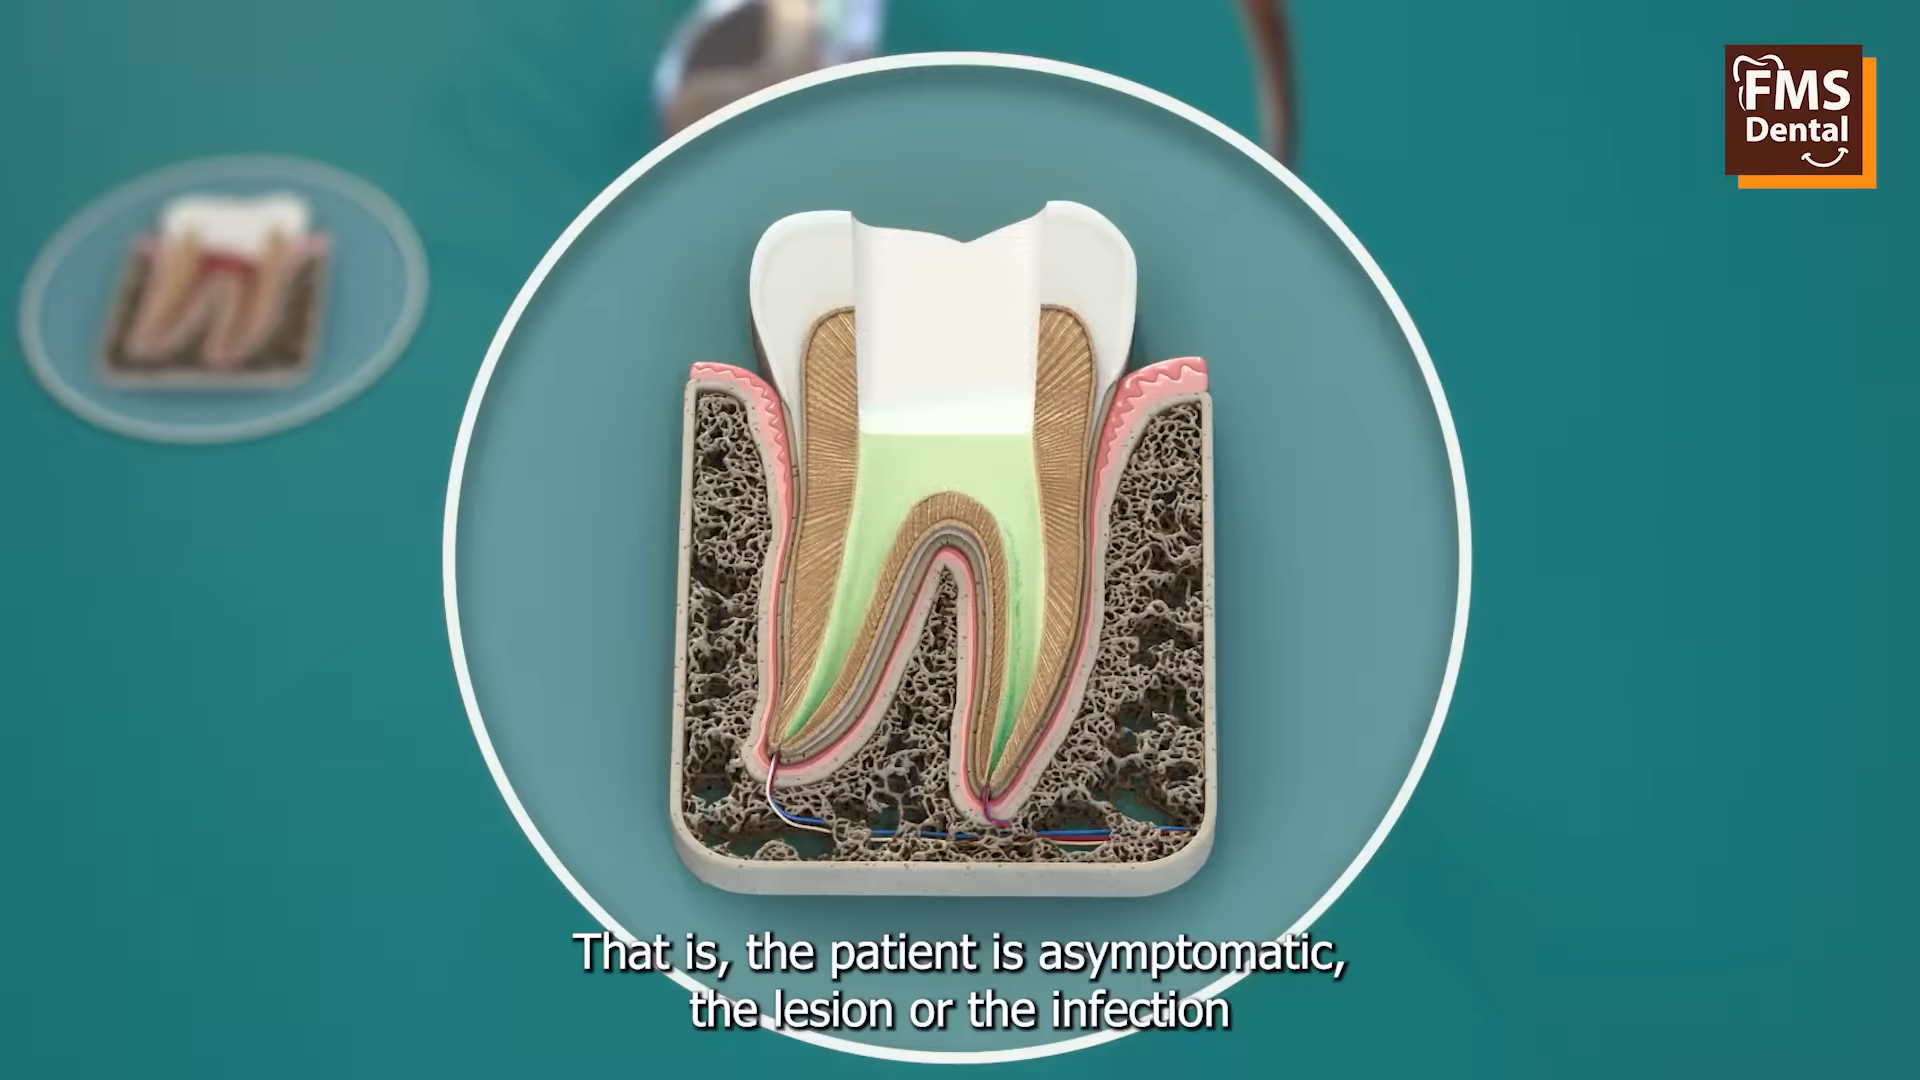 FMS
Dental
That is, the patient is asymptomatic,
the lesion or the infection